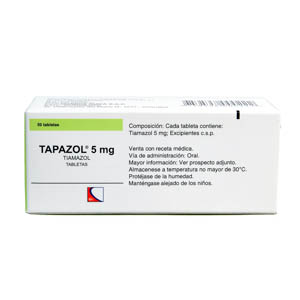 50 tabletas
TAPAZOL® 5 mg
TIAMAZOL
TABLETAS
Composición: Cada tableta contiene:
Tiamazol 5 mg; Excipientes c.s.p.
Venta con receta médica.
Vía de administración: Oral.
Mayor información: Ver prospecto adjunto.
Almacenese a temperatura no mayor de 30°C.
Protéjase de la humedad.
Manténgase alejado de los niños.